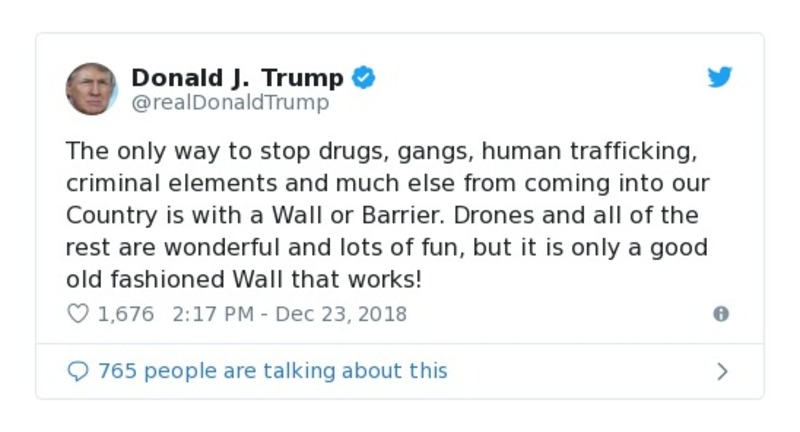 Donald J. Trump
@realDonaldTrump
The only way to stop drugs, gangs, human trafficking,
criminal elements and much else from coming into our
Country is with a Wall or Barrier. Drones and all of the
rest are wonderful and lots of fun, but it is only a good
old fashioned Wall that works!
1,676 2:17 PM - Dec 23, 2018
765 people are talking about this